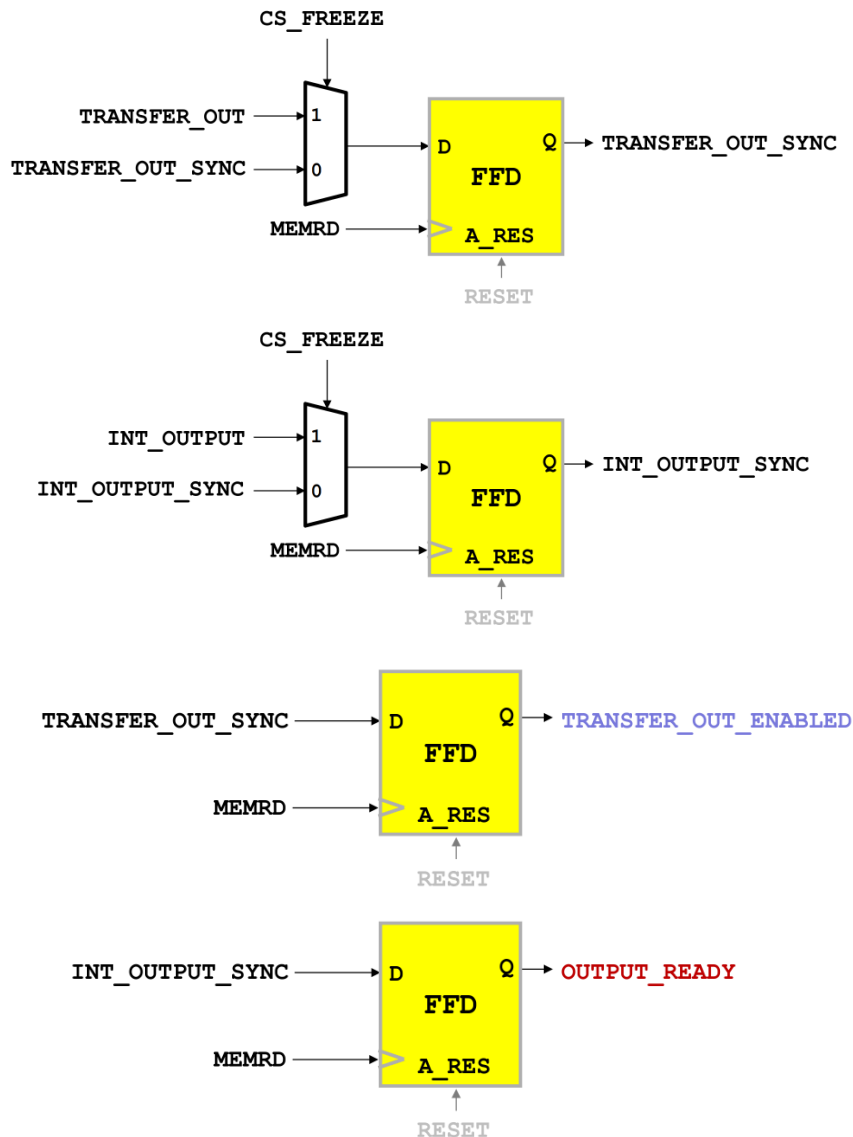 CS_FREEZE
TRANSFER_OUT
1
TRANSFER_OUT_SYNC
0
D
Q
TRANSFER_OUT_SYNC
FFD
MEMRD
A_RES
RESET
CS_FREEZE
INT_OUTPUT
1
INT_OUTPUT_SYNC
0
D
Q
INT_OUTPUT_SYNC
FFD
MEMRD
A_RES
RESET
TRANSFER_OUT_SYNC
D
Q
TRANSFER_OUT_ENABLED
FFD
MEMRD
A_RES
RESET
INT_OUTPUT_SYNC
D
Q
OUTPUT_READY
FFD
MEMRD
A_RES
RESET